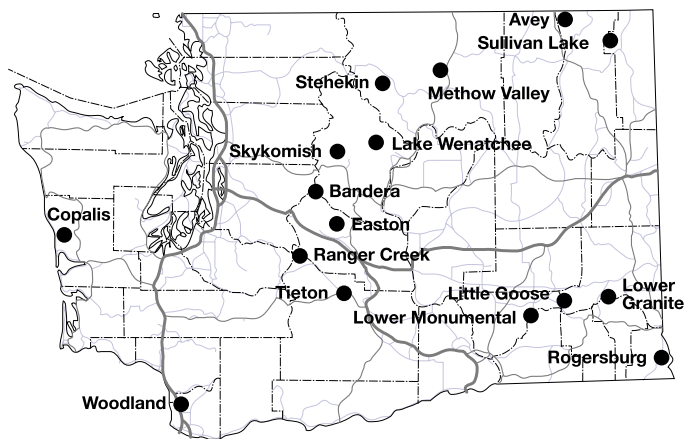 Avey
Sullivan Lake
Stehekin
Methow Valley
Lake Wenatchee
Skykomish
Bandera
Copalis
Easton
Ranger Creek
Tieton
Little Goose
Lower
Granite
Lower Monumental
Rogersburg
Woodland